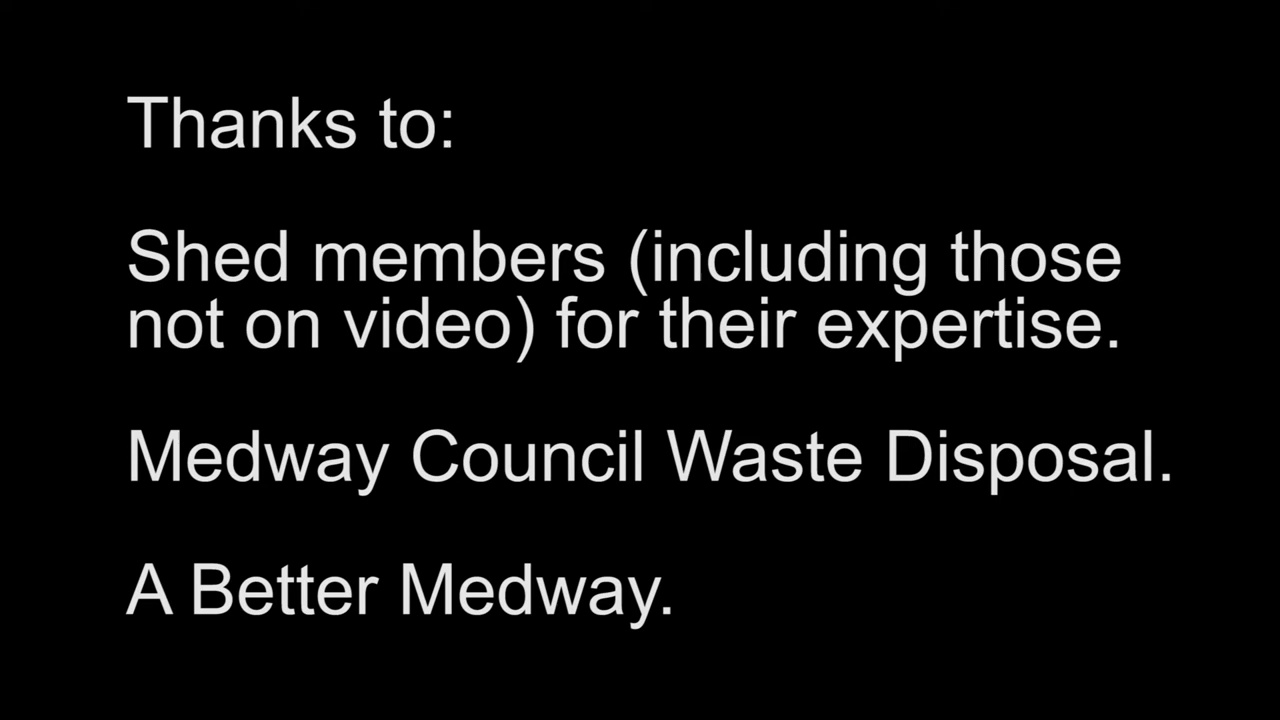 Thanks to:
Shed members (including those
not on video) for their expertise.
Medway Council Waste Disposal.
A Better Medway.